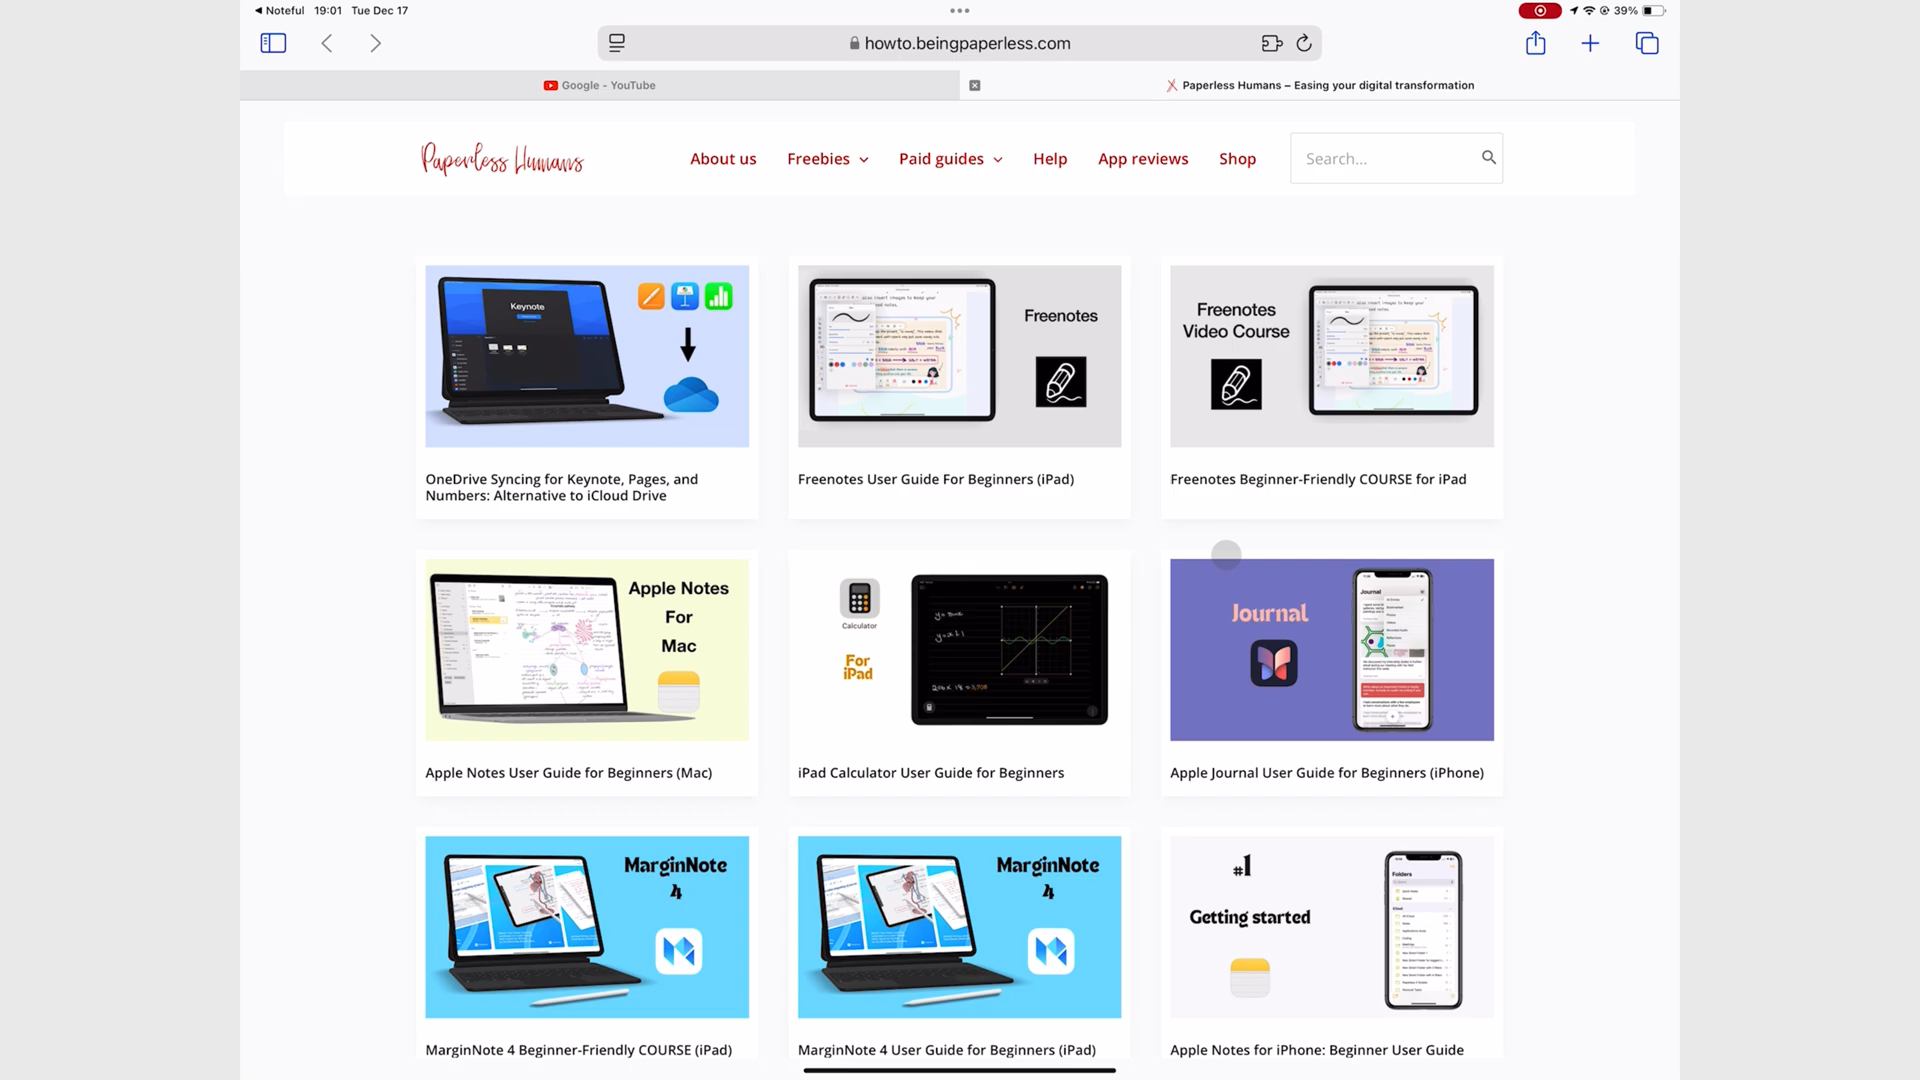 Noteful 19:01 Tue Dec 17
39%
howto.beingpaperless.com
Google - YouTube
Paperless Humans – Easing your digital transformation
Paperless Humans
About us
Freebies
Paid guides
Help
App reviews
Shop
Search...
Keynote
Freenotes
Freenotes
Video Course
OneDrive Syncing for Keynote, Pages, and
Numbers: Alternative to iCloud Drive
Freenotes User Guide For Beginners (iPad)
Freenotes Beginner-Friendly COURSE for iPad
Apple Notes
For
Mac
Calculator
For
iPad
Journal
Journal
Apple Notes User Guide for Beginners (Mac)
iPad Calculator User Guide for Beginners
Apple Journal User Guide for Beginners (iPhone)
MarginNote
4
MarginNote
4
#1
Getting started
Folders
MarginNote 4 Beginner-Friendly COURSE (iPad)
MarginNote 4 User Guide for Beginners (iPad)
Apple Notes for iPhone: Beginner User Guide